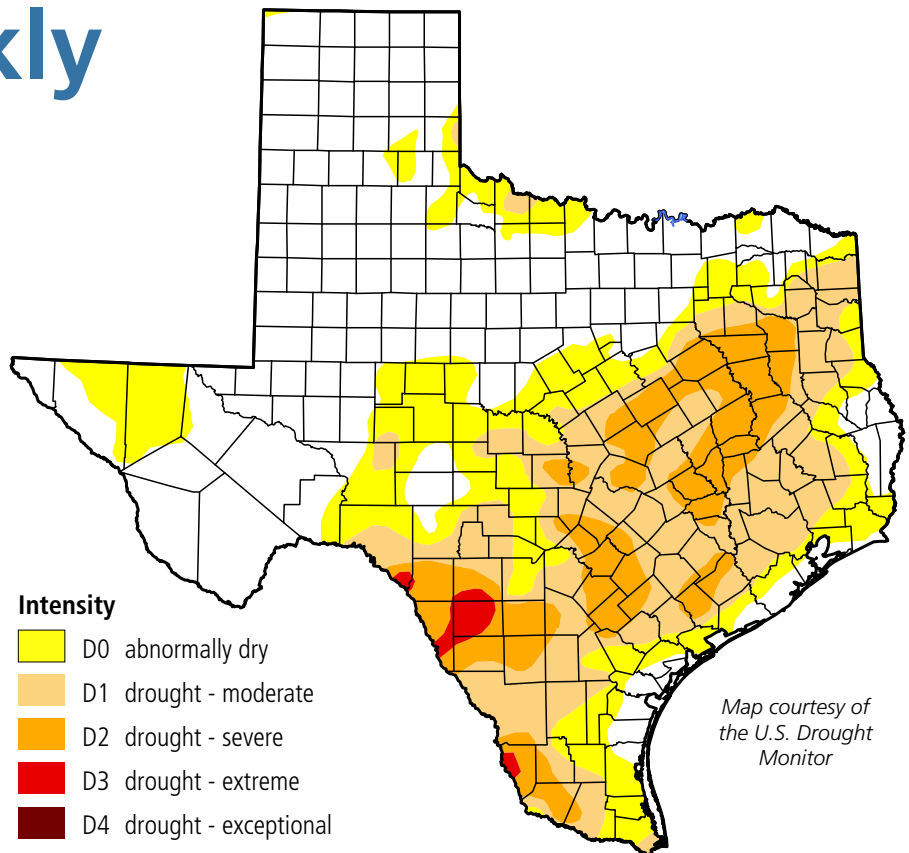 kly
Intensity
D0 abnormally dry
D1 drought - moderate
D2 drought - severe
D3 drought - extreme
D4 drought - exceptional
Map courtesy of
the U.S. Drought
Monitor